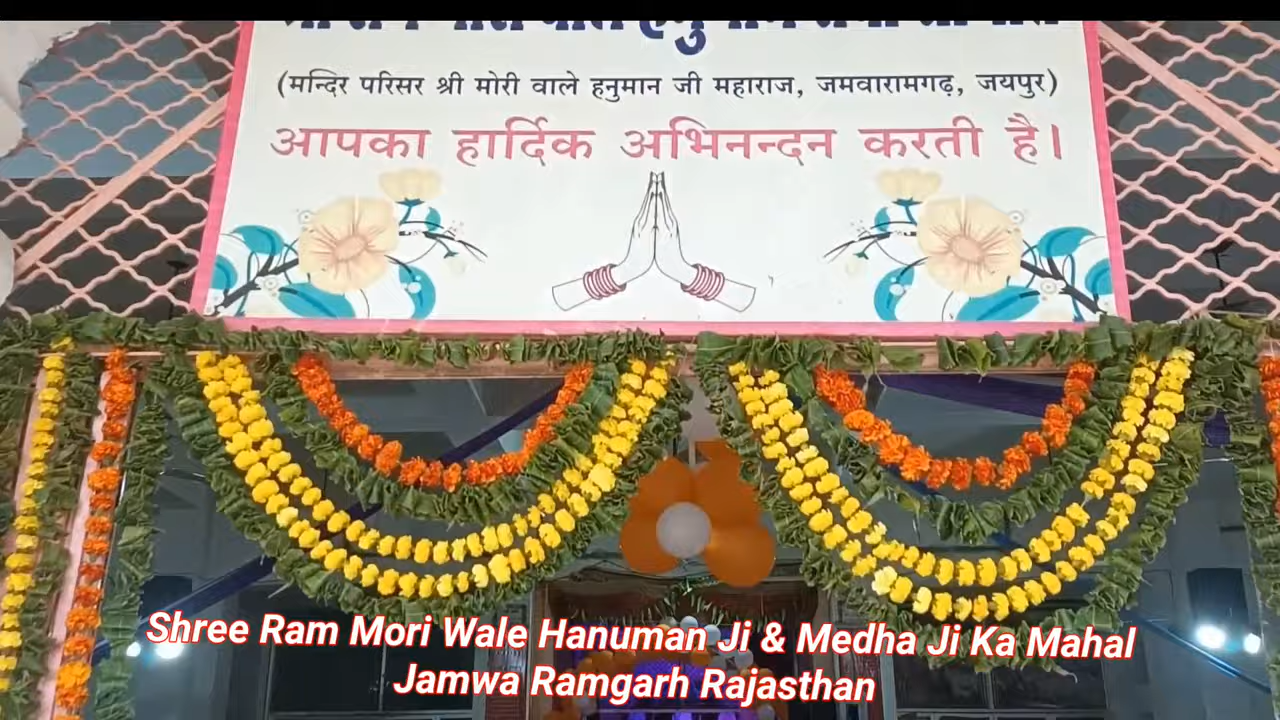 (मन्दिर परिसर श्री मोरी वाले हनुमान जी महाराज, जमवारामगढ़, जयपुर)
आपका हार्दिक अभिनन्दन करती है।
Shree Ram Mori Wale Hanuman Ji & Medha Ji Ka Mahal
Jamwa Ramgarh Rajasthan